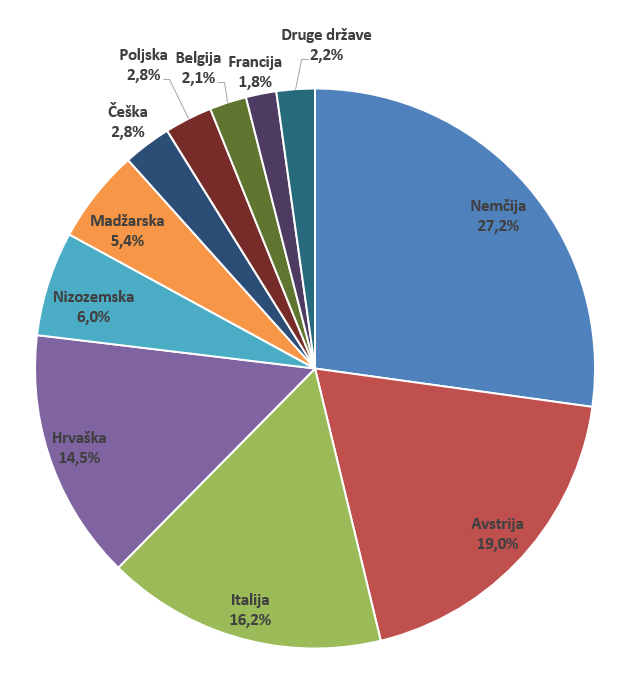 Druge države
2,2%
Poljska
2,8%
Belgija
2,1%
Francija
1,8%
Češka
2,8%
Nemčija
27,2%
Madžarska
5,4%
Nizozemska
6,0%
Hrvaška
14,5%
Avstrija
19,0%
Italija
16,2%